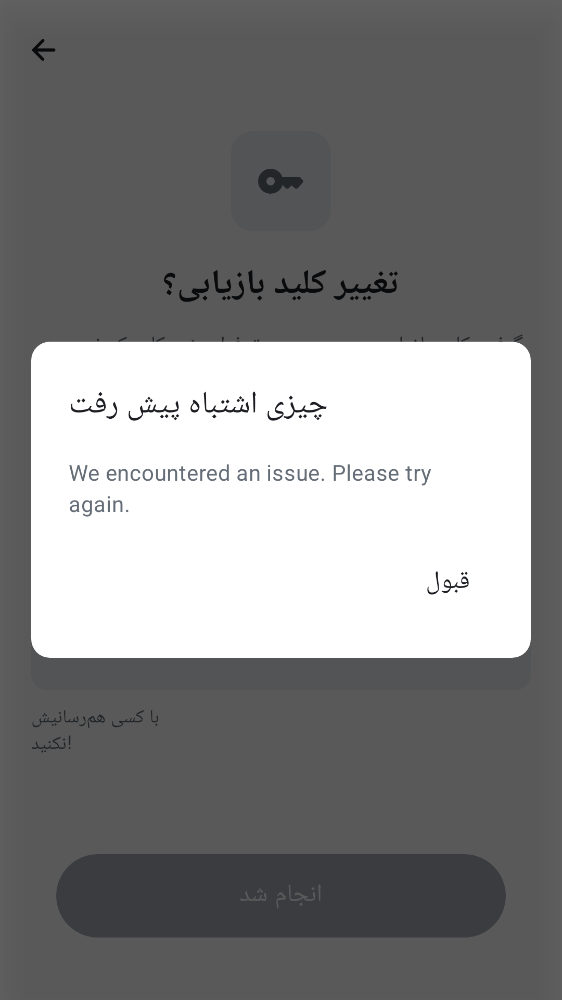 تغییر کلید بازیابی؟
چیزی اشتباه پیش رفت
We encountered an issue. Please try
again.
قبول
با کسی هم‌رسانیش
نکنید!
انجام شد